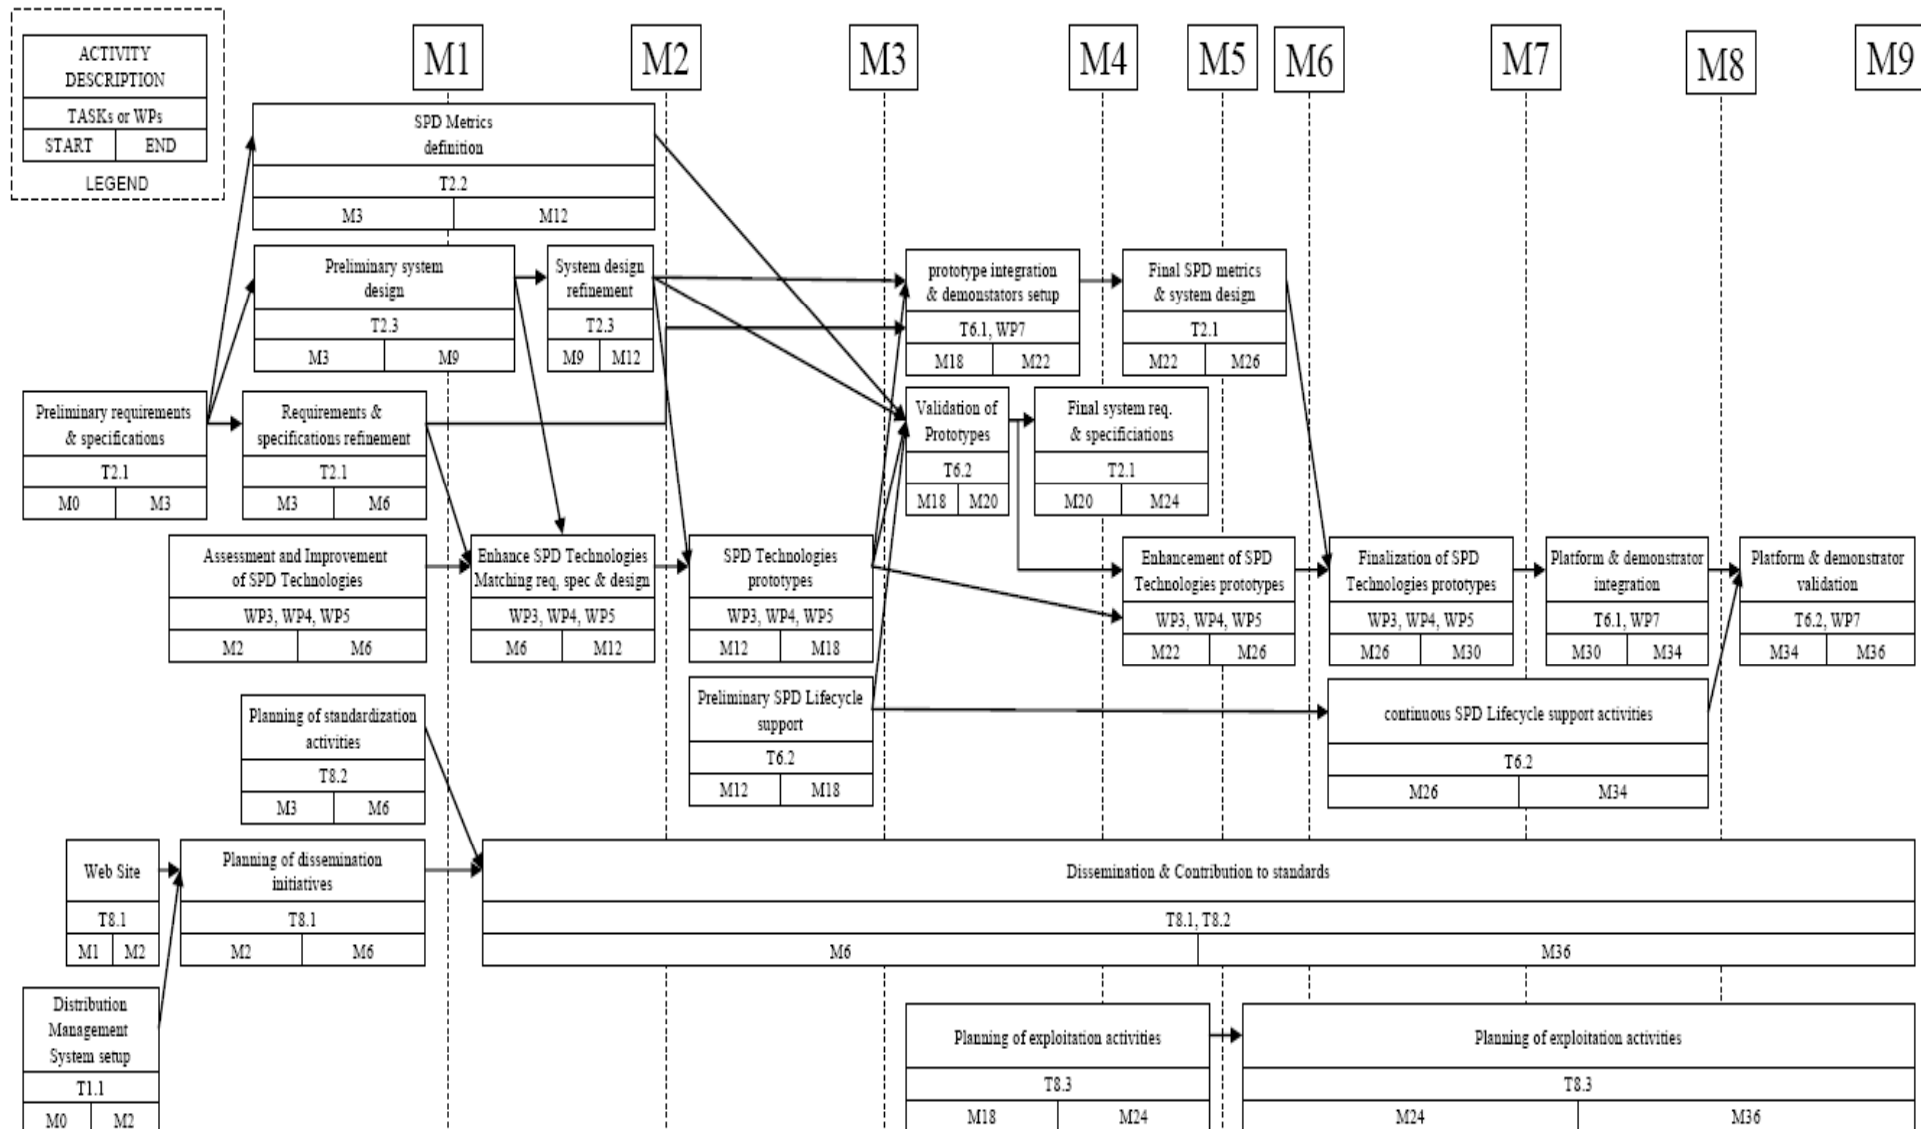 ACTIVITY
DESCRIPTION
TASKs or WPs
START END
LEGEND
M1 M2 M3 M4 M5 M6 M7 M8 M9
SPD Metrics
definition
T2.2
M3 M12
Preliminary system
design
T2.3
M3 M9
System design
refinement
T2.3
M9 M12
prototype integration
& demonstators setup
T6.1, WP7
M18 M22
Final SPD metrics
& system design
T2.1
M22 M26
Preliminary requirements
& specifications
T2.1
M0 M3
Requirements &
specifications refinement
T2.1
M3 M6
Validation of
Prototypes
T6.2
M18 M20
Final system req.
& specificiations
T2.1
M20 M24
Assessment and Improvement
of SPD Technologies
WP3, WP4, WP5
M2 M6
Enhance SPD Technologies
Matching req, spec & design
WP3, WP4, WP5
M6 M12
SPD Technologies
prototypes
WP3, WP4, WP5
M12 M18
Enhancement of SPD
Technologies prototypes
WP3, WP4, WP5
M22 M26
Finalization of SPD
Technologies prototypes
WP3, WP4, WP5
M26 M30
Platform & demonstrator
integration
T6.1, WP7
M30 M34
Platform & demonstrator
validation
T6.2, WP7
M34 M36
Planning of standardization
activities
T8.2
M3 M6
Preliminary SPD Lifecycle
support
T6.2
M12 M18
continuous SPD Lifecycle support activities
T6.2
M26 M34
Web Site
T8.1
M1 M2
Planning of dissemination
initiatives
T8.1
M2 M6
Dissemination & Contribution to standards
T8.1, T8.2
M6 M36
Distribution
Management
System setup
T1.1
M0 M2
Planning of exploitation activities
T8.3
M18 M24
Planning of exploitation activities
T8.3
M24 M36